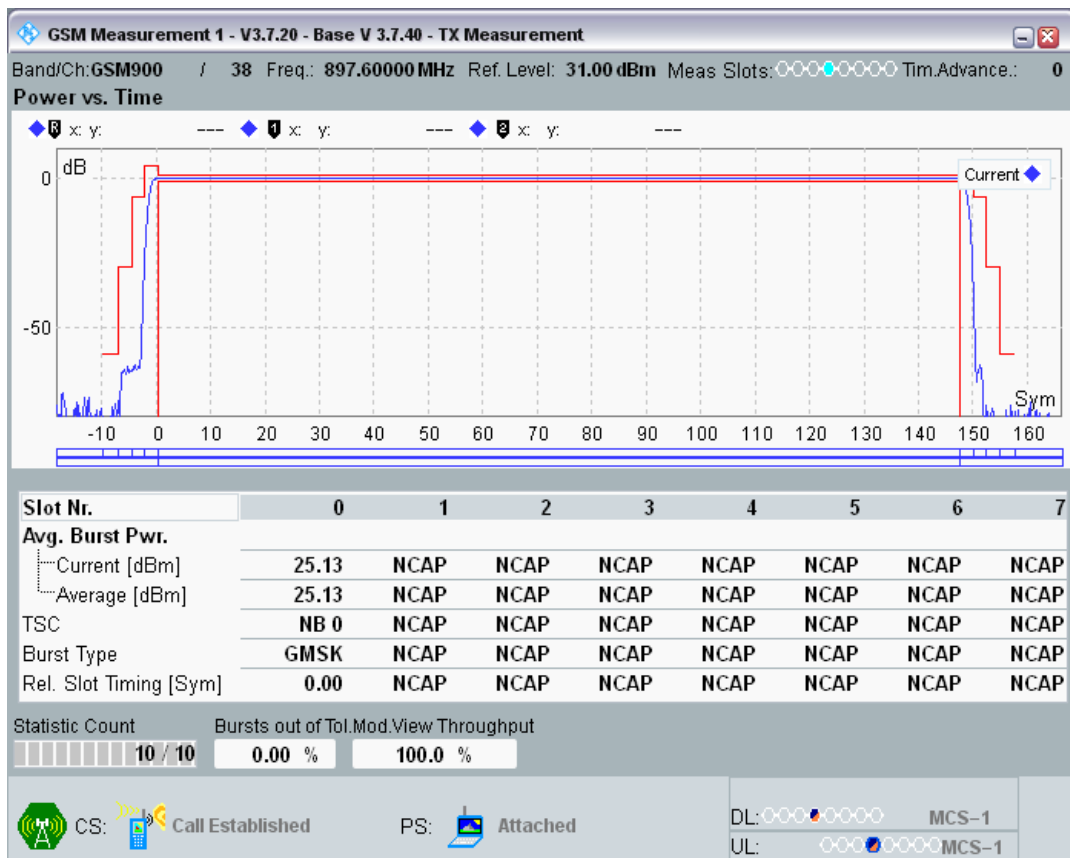 GSM Measurement 1 - V3.7.20 - Base V 3.7.40 - TX Measurement
Band/Ch:GSM900 / 38 Freq.: 897.60000 MHz Ref. Level: 31.00 dBm Meas Slots: Tim.Advance.: 0
Power vs. Time
R x: y: --- 1 x: y: --- 2 x: y: ---
dB
Current
0
-50
Sym
-10 0 10 20 30 40 50 60 70 80 90 100 110 120 130 140 150 160
Slot Nr. 0 1 2 3 4 5 6 7
Avg. Burst Pwr.
Current [dBm] 25.13 NCAP NCAP NCAP NCAP NCAP NCAP NCAP
Average [dBm] 25.13 NCAP NCAP NCAP NCAP NCAP NCAP NCAP
TSC NB 0 NCAP NCAP NCAP NCAP NCAP NCAP NCAP
Burst Type GMSK NCAP NCAP NCAP NCAP NCAP NCAP NCAP
Rel. Slot Timing [Sym] 0.00 NCAP NCAP NCAP NCAP NCAP NCAP NCAP
Statistic Count Bursts out of Tol.Mod.View Throughput
10 / 10 0.00 % 100.0 %
CS: Call Established PS: Attached
DL: MCS-1
UL: MCS-1